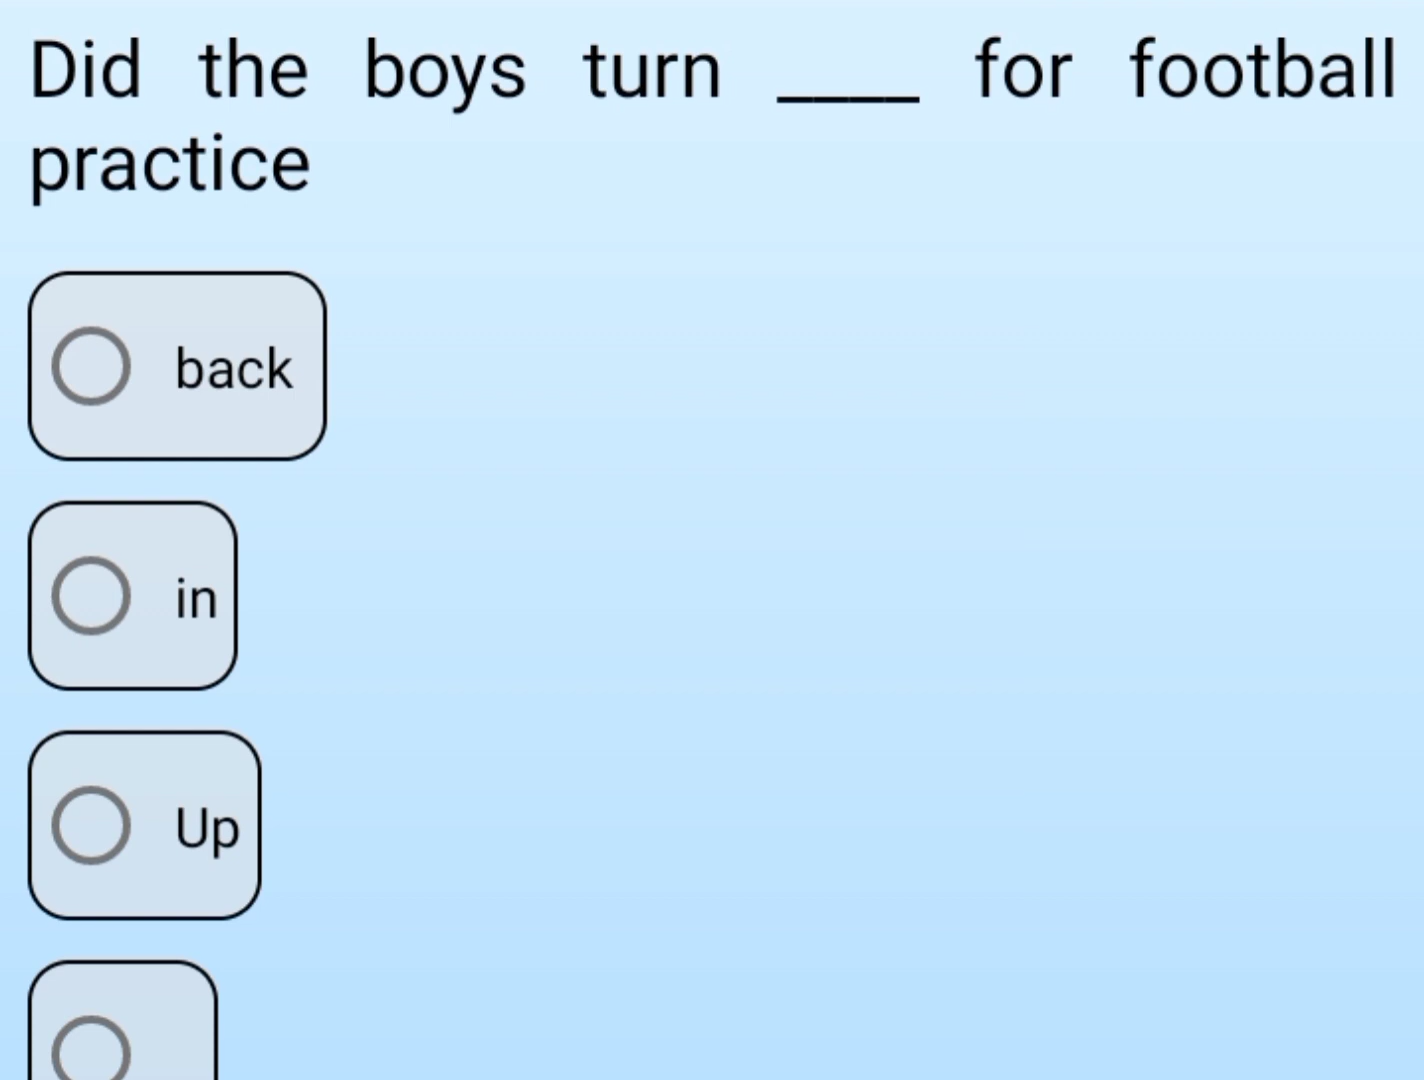 Did the boys turn ____ for football
practice
back
in
Up